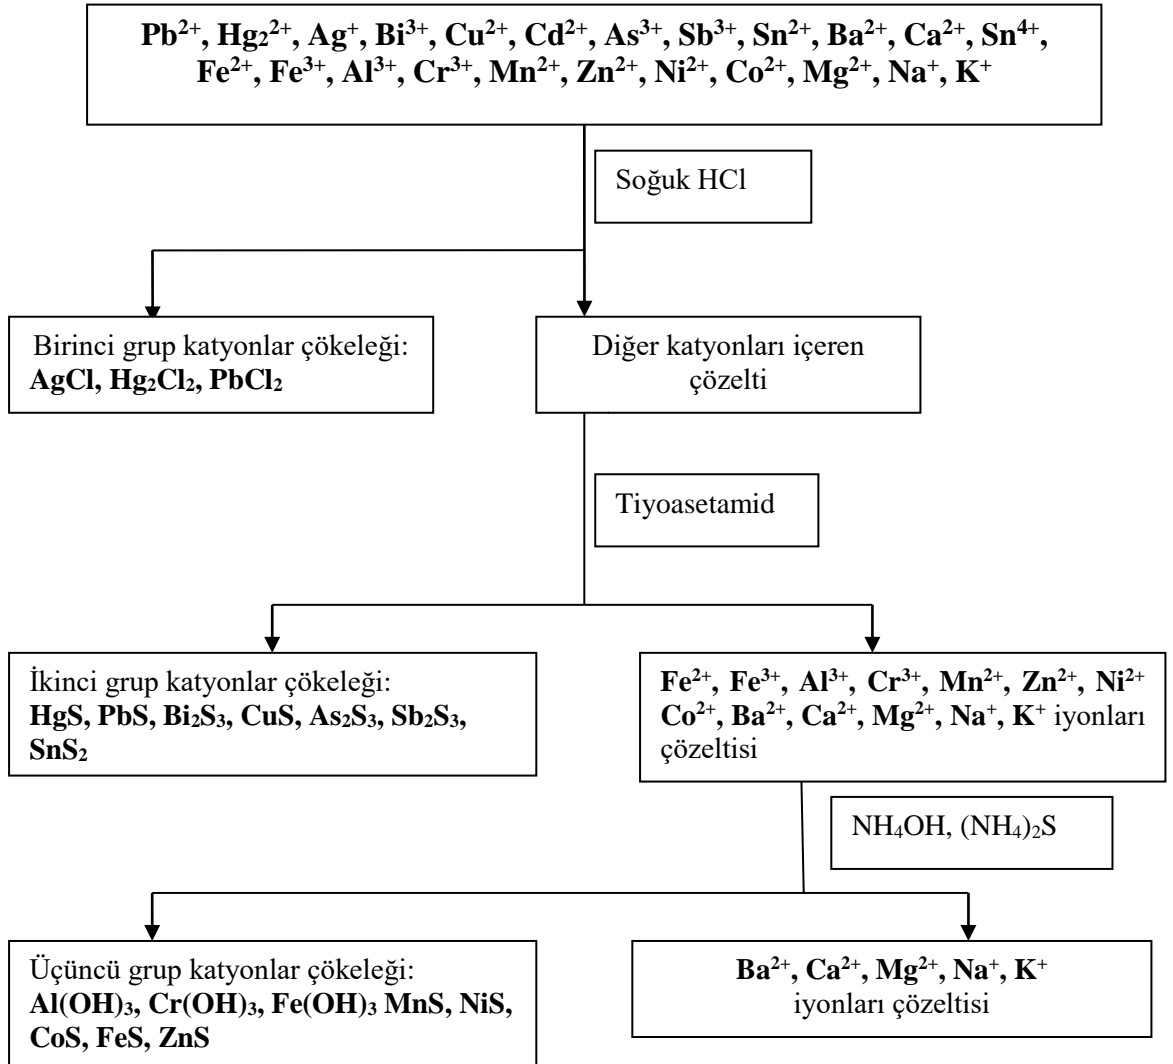 Pb²⁺, Hg₂²⁺, Ag⁺, Bi³⁺, Cu²⁺, Cd²⁺, As³⁺, Sb³⁺, Sn²⁺, Ba²⁺, Ca²⁺, Sn⁴⁺,
Fe²⁺, Fe³⁺, Al³⁺, Cr³⁺, Mn²⁺, Zn²⁺, Ni²⁺, Co²⁺, Mg²⁺, Na⁺, K⁺
Soğuk HCl
Birinci grup katyonlar çökeleği:
AgCl, Hg₂Cl₂, PbCl₂
Diğer katyonları içeren
çözelti
Tiyoasetamid
İkinci grup katyonlar çökeleği:
HgS, PbS, Bi₂S₃, CuS, As₂S₃, Sb₂S₃,
SnS₂
Fe²⁺, Fe³⁺, Al³⁺, Cr³⁺, Mn²⁺, Zn²⁺, Ni²⁺
Co²⁺, Ba²⁺, Ca²⁺, Mg²⁺, Na⁺, K⁺ iyonları
çözeltisi
NH₄OH, (NH₄)₂S
Üçüncü grup katyonlar çökeleği:
Al(OH)₃, Cr(OH)₃, Fe(OH)₃ MnS, NiS,
CoS, FeS, ZnS
Ba²⁺, Ca²⁺, Mg²⁺, Na⁺, K⁺
iyonları çözeltisi